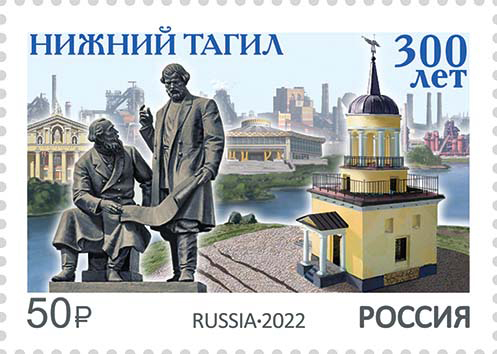 НИЖНИЙ ТАГИЛ
300
лет
50₽
RUSSIA•2022
РОССИЯ